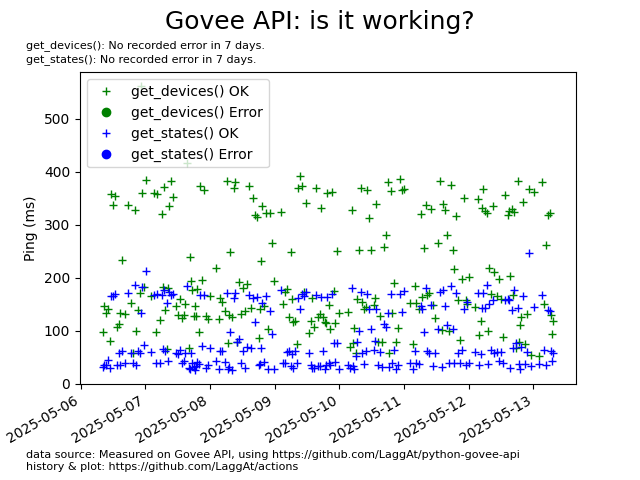 Govee API: is it working?
get_devices(): No recorded error in 7 days.
get_states(): No recorded error in 7 days.
get_devices() OK
get_devices() Error
get_states() OK
get_states() Error
Ping (ms)
500
400
300
200
100
0
2025-05-06
2025-05-07
2025-05-08
2025-05-09
2025-05-10
2025-05-11
2025-05-12
2025-05-13
data source: Measured on Govee API, using https://github.com/LaggAt/python-govee-api
history & plot: https://github.com/LaggAt/actions